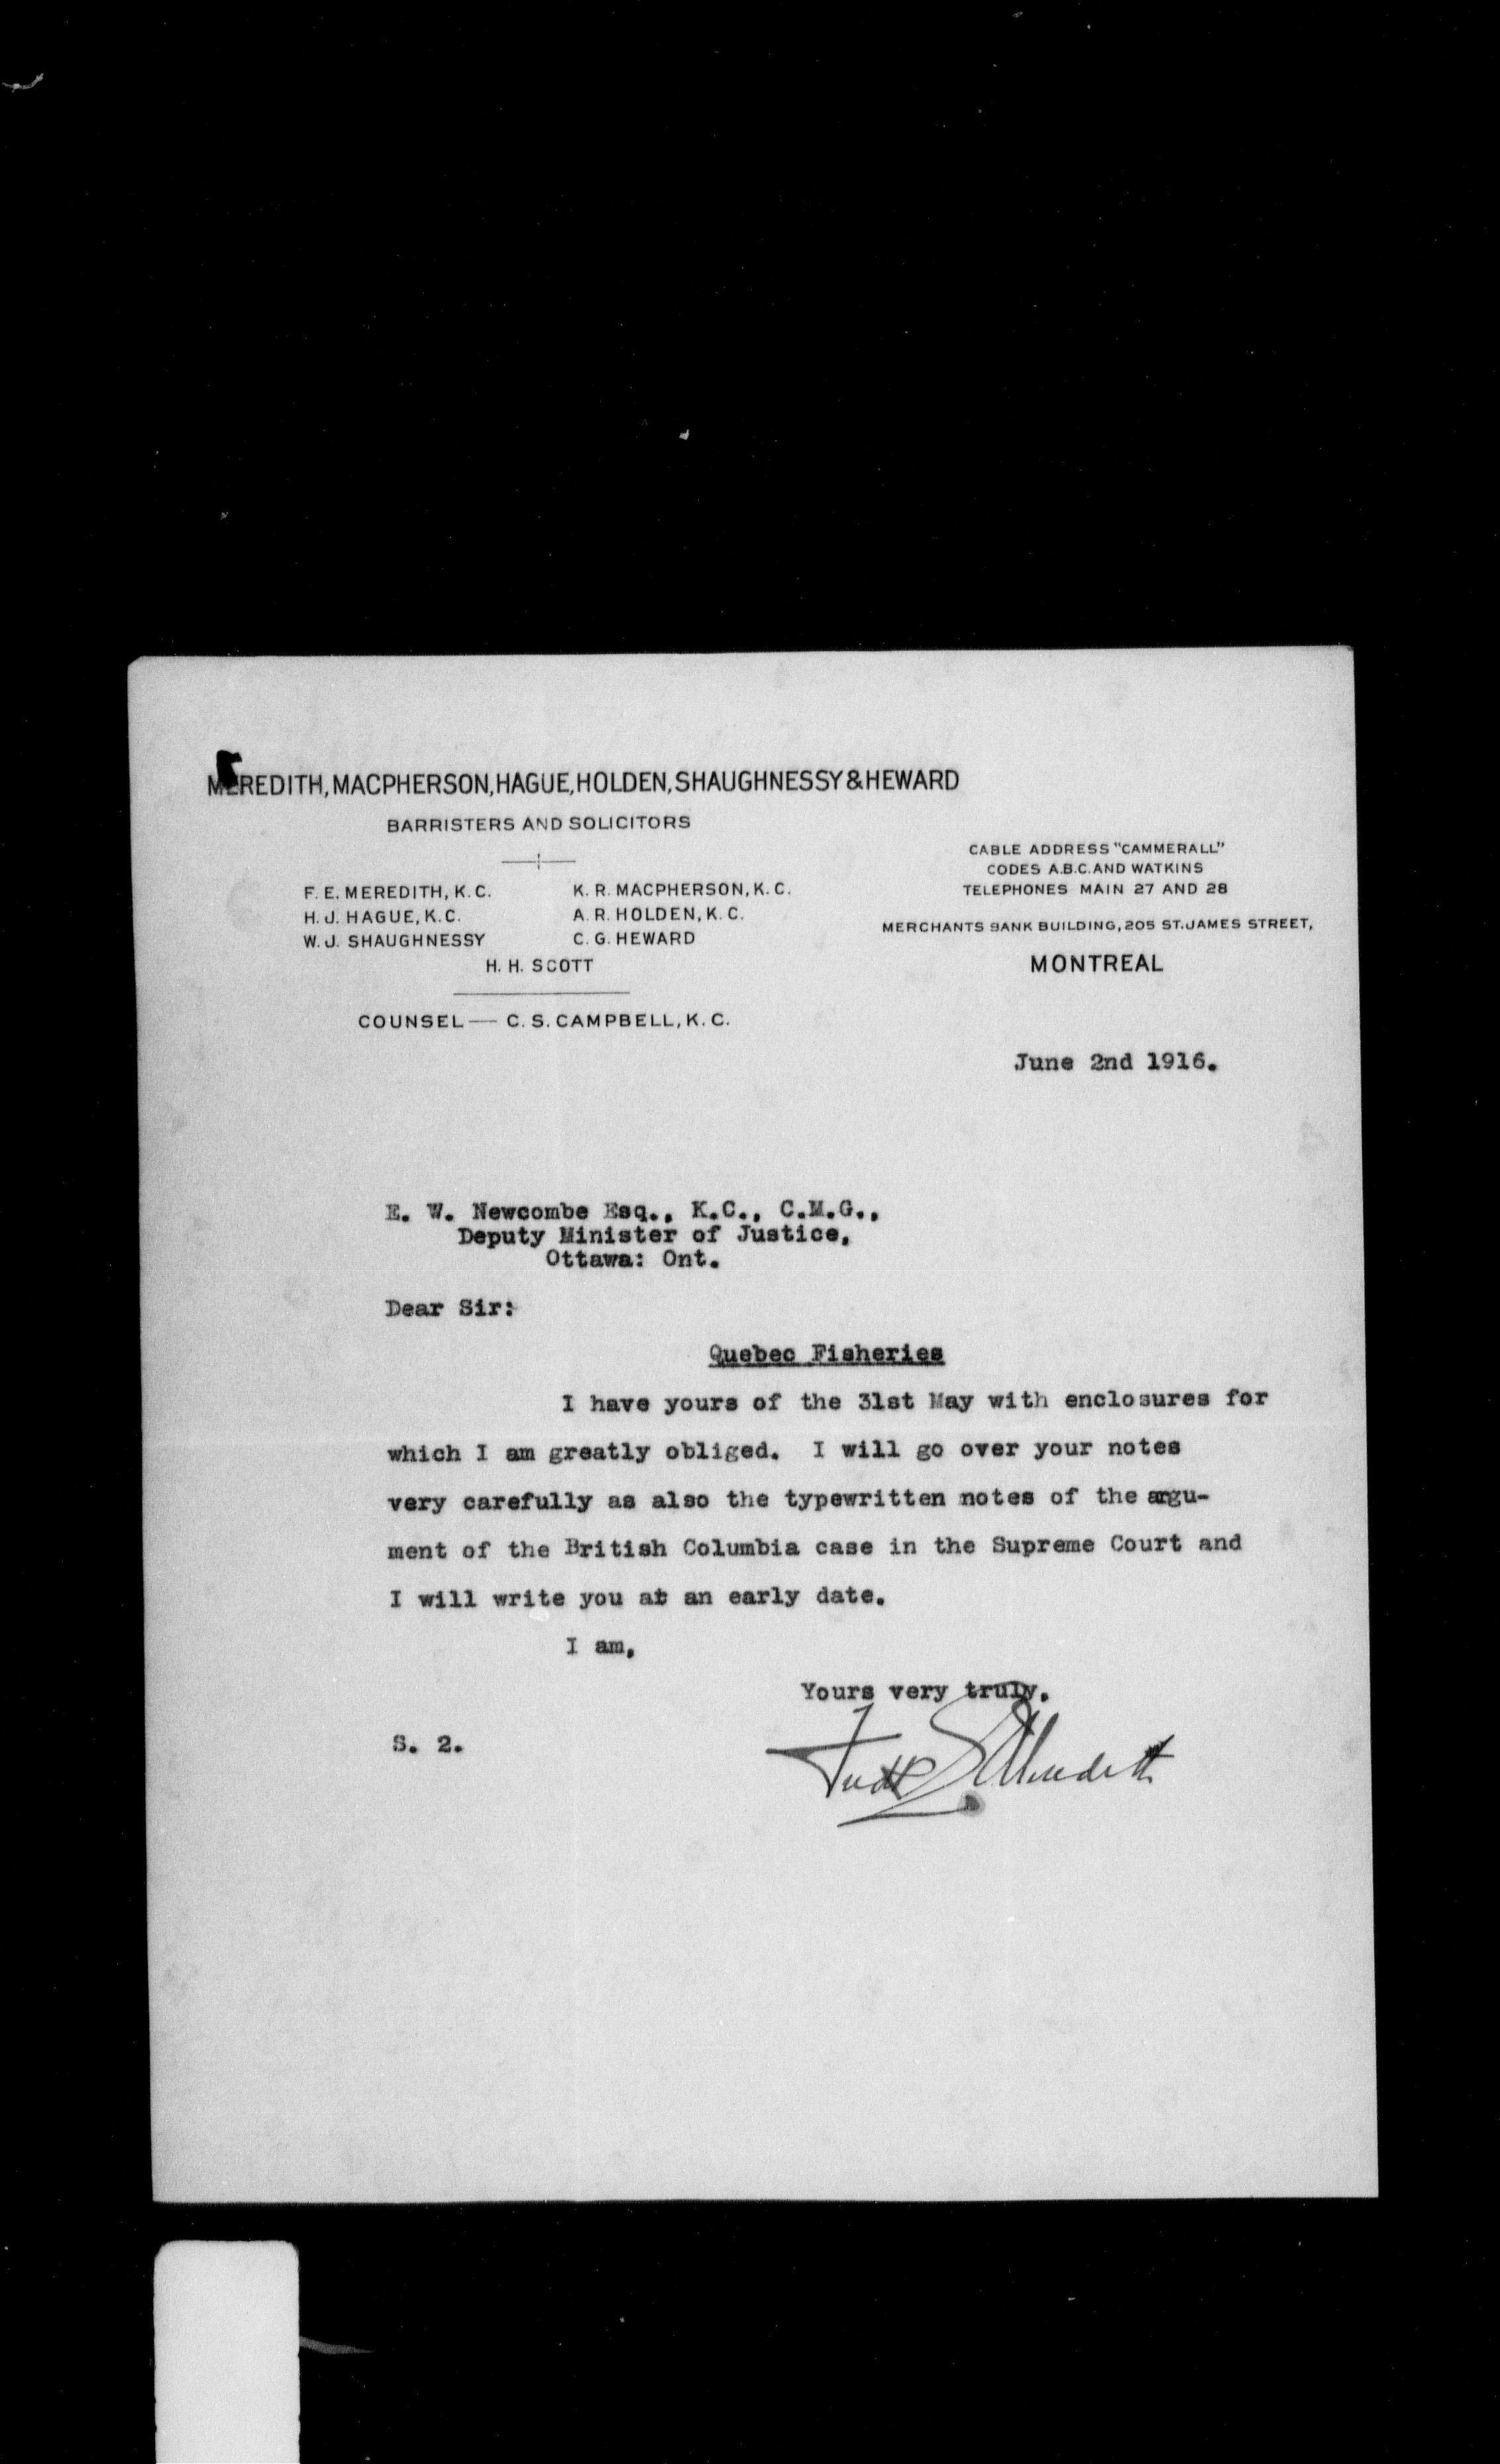 MEREDITH, MACPHERSON, HAGUE, HOLDEN, SHAUGHNESSY & HEWARD
BARRISTERS AND SOLICITORS
F. E. MEREDITH, K. C. K. R. MACPHERSON, K. C.
H. J. HAGUE, K. C. A. R. HOLDEN, K. C.
W. J. SHAUGHNESSY C. G. HEWARD
H. H. SCOTT
COUNSEL — C. S. CAMPBELL, K. C.
CABLE ADDRESS "CAMMERALL"
CODES A.B.C. AND WATKINS
TELEPHONES MAIN 27 AND 28
MERCHANTS BANK BUILDING, 205 ST. JAMES STREET,
MONTREAL
June 2nd 1916.
E. W. Newcombe Esq., K.C., C.M.G.,
Deputy Minister of Justice,
Ottawa: Ont.
Dear Sir:
Quebec Fisheries
I have yours of the 31st May with enclosures for
which I am greatly obliged. I will go over your notes
very carefully as also the typewritten notes of the argu-
ment of the British Columbia case in the Supreme Court and
I will write you at an early date.
I am,
Yours very truly,
Fred E Meredith
S. 2.